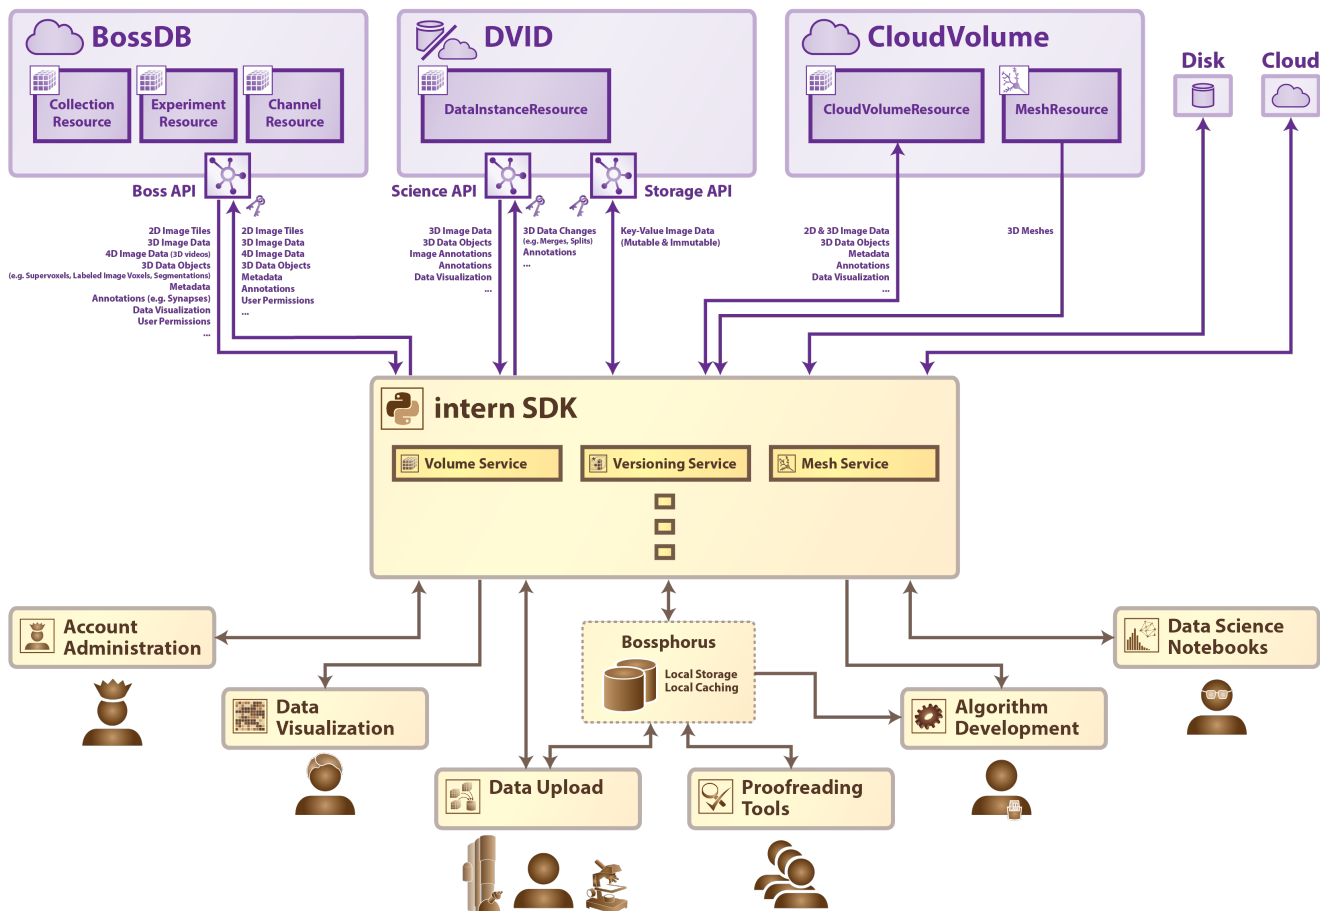 BossDB
Collection
Resource
Experiment
Resource
Channel
Resource
Boss API
DVID
DataInstanceResource
Science API
Storage API
CloudVolume
CloudVolumeResource
MeshResource
Disk
Cloud
2D Image Tiles
3D Image Data
4D Image Data (3D videos)
3D Data Objects
(e.g. Supervoxels, Labeled Image Voxels, Segmentations)
Metadata
Annotations (e.g. Synapses)
Data Visualization
User Permissions
...
2D Image Tiles
3D Image Data
4D Image Data
3D Data Objects
Metadata
Annotations
User Permissions
...
3D Image Data
3D Data Objects
Image Annotations
Annotations
Data Visualization
...
3D Data Changes
(e.g. Merges, Splits)
Annotations
...
Key-Value Image Data
(Mutable & Immutable)
2D & 3D Image Data
3D Data Objects
Metadata
Annotations
Data Visualization
...
3D Meshes
intern SDK
Volume Service
Versioning Service
Mesh Service
Account
Administration
Data
Visualization
Bossphorus
Local Storage
Local Caching
Data Upload
Proofreading
Tools
Algorithm
Development
Data Science
Notebooks